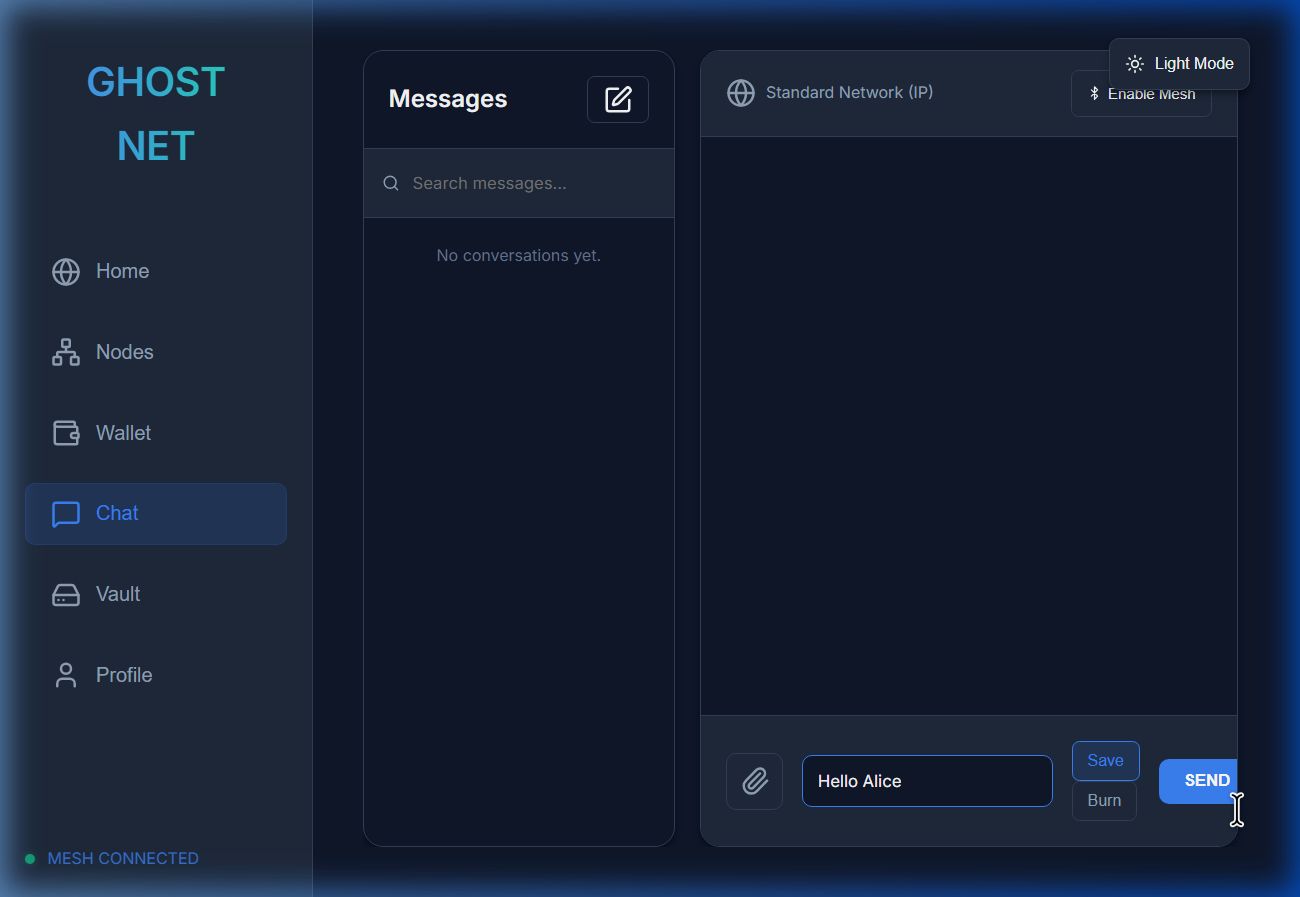 GHOST
NET
Home
Nodes
Wallet
Chat
Vault
Profile
MESH CONNECTED
Messages
Search messages...
No conversations yet.
Standard Network (IP)
Light Mode
Enable Mesh
Hello Alice
Save
Burn
SEND